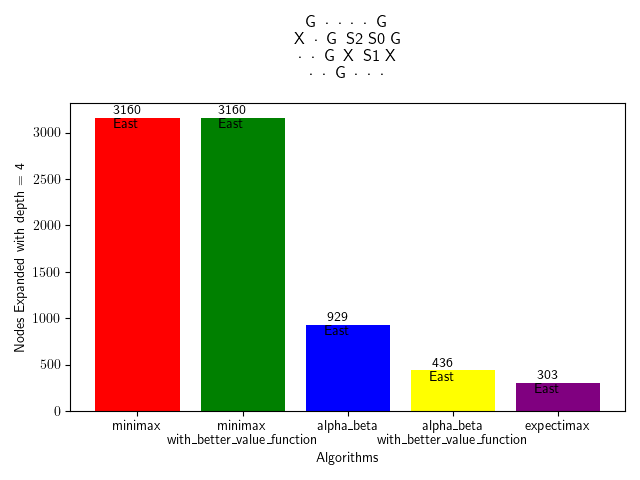 G · · · · G
X · G S2 S0 G
· · G X S1 X
· · G · · ·
Nodes Expanded with depth = 4
3000
2500
2000
1500
1000
500
0
3160
East
3160
East
929
East
436
East
303
East
minimax
minimax
with_better_value_function
alpha_beta
alpha_beta
with_better_value_function
expectimax
Algorithms